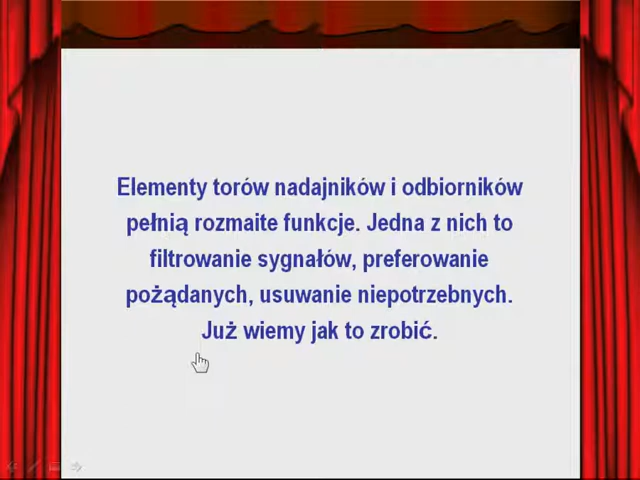 Elementy torów nadajników i odbiorników
pełnią rozmaite funkcje. Jedna z nich to
filtrowanie sygnałów, preferowanie
pożądanych, usuwanie niepotrzebnych.
Już wiemy jak to zrobić.